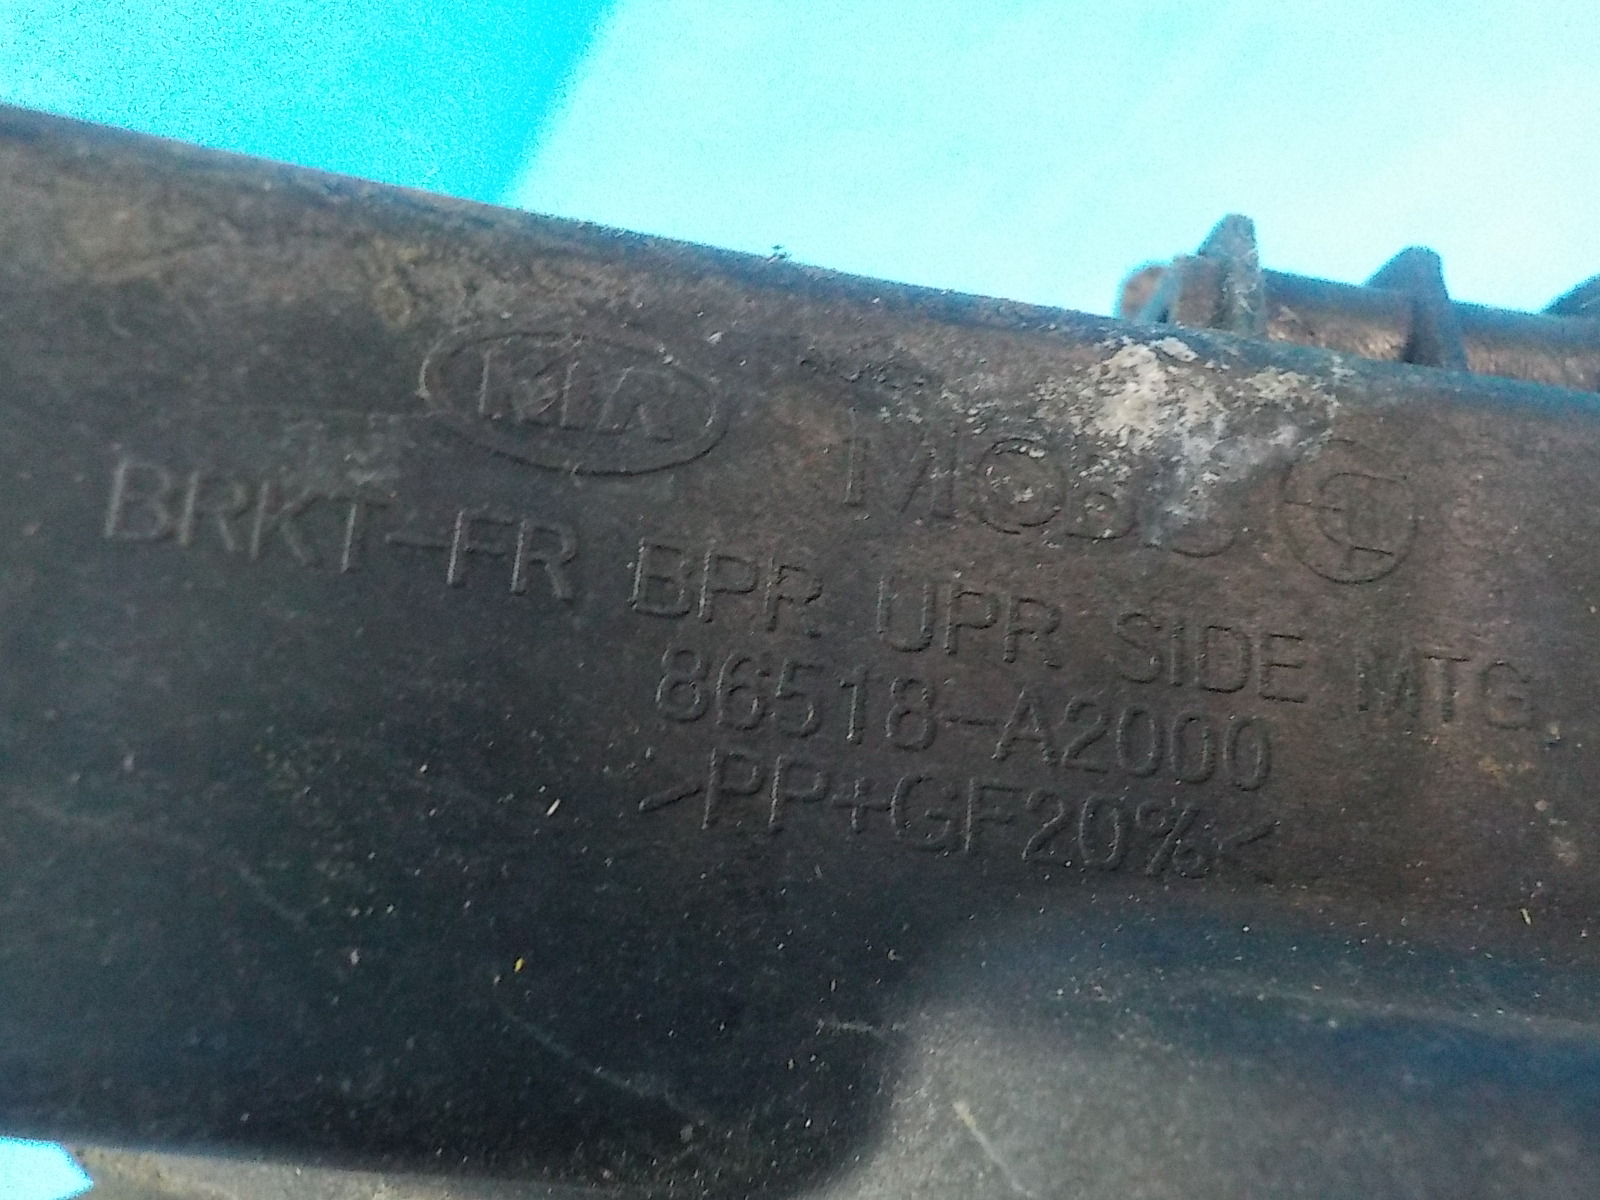 KIA
BRKT-FR BPR UPR SIDE MTG
86518-A2000
>PP+GF20%<